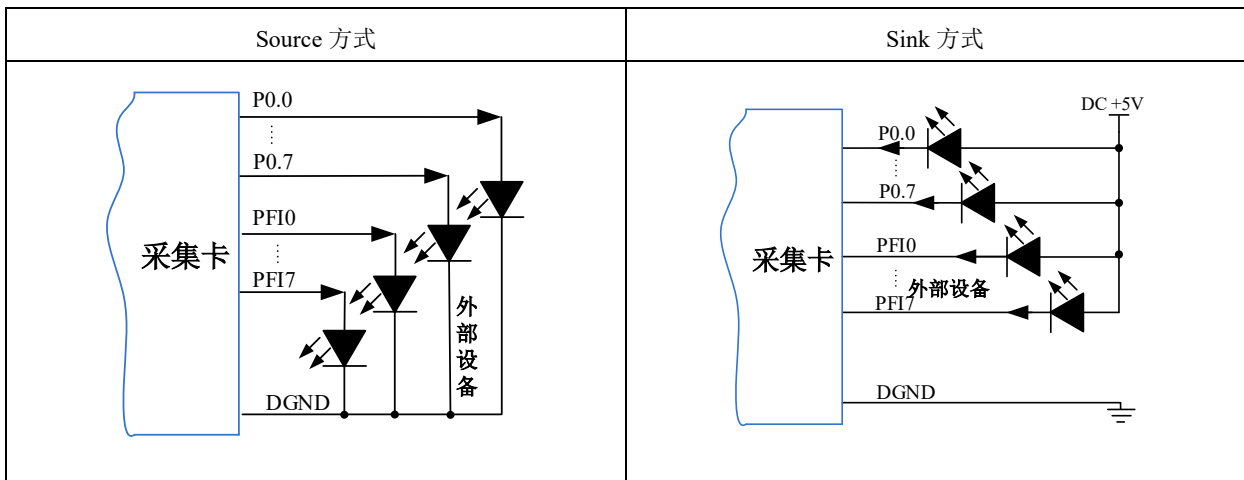 Source 方式
Sink 方式
P0.0
P0.7
PFI0
PFI7
DGND
采集卡
外部设备
DC +5V
P0.0
P0.7
PFI0
外部设备
PFI7
DGND
采集卡